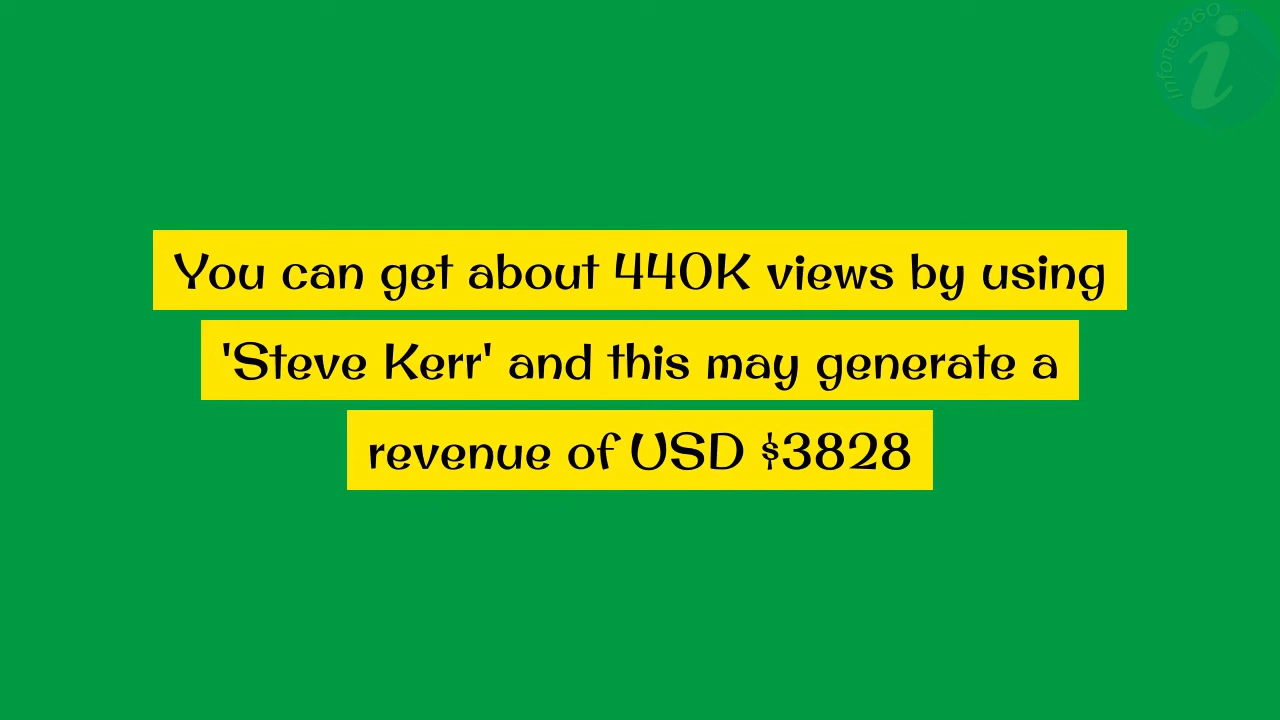 Infonet360
i
You can get about 440K views by using
'Steve Kerr' and this may generate a
revenue of USD $3828